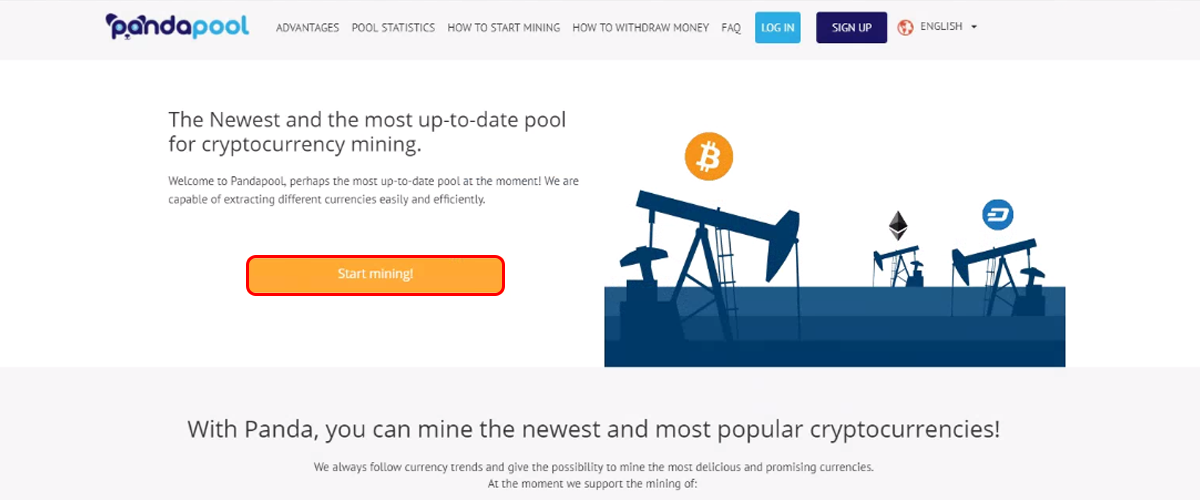 pandapool
ADVANTAGES POOL STATISTICS HOW TO START MINING HOW TO WITHDRAW MONEY FAQ LOG IN SIGN UP ENGLISH
The Newest and the most up-to-date pool
for cryptocurrency mining.
Welcome to Pandapool, perhaps the most up-to-date pool at the moment! We are
capable of extracting different currencies easily and efficiently.
Start mining!
With Panda, you can mine the newest and most popular cryptocurrencies!
We always follow currency trends and give the possibility to mine the most delicious and promising currencies.
At the moment we support the mining of: